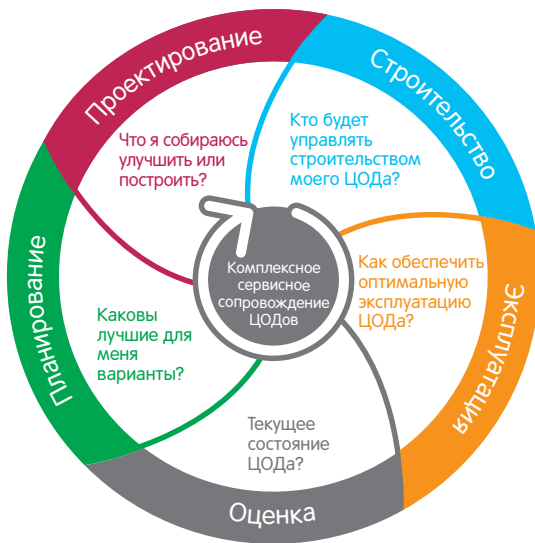 Проектирование
Что я собираюсь
улучшить или
построить?
Строительство
Кто будет
управлять
строительством
моего ЦОДа?
Эксплуатация
Как обеспечить
оптимальную
эксплуатацию
ЦОДа?
Оценка
Текущее
состояние
ЦОДа?
Планирование
Каковы
лучшие для
меня
варианты?
Комплексное
сервисное
сопровождение
ЦОДов